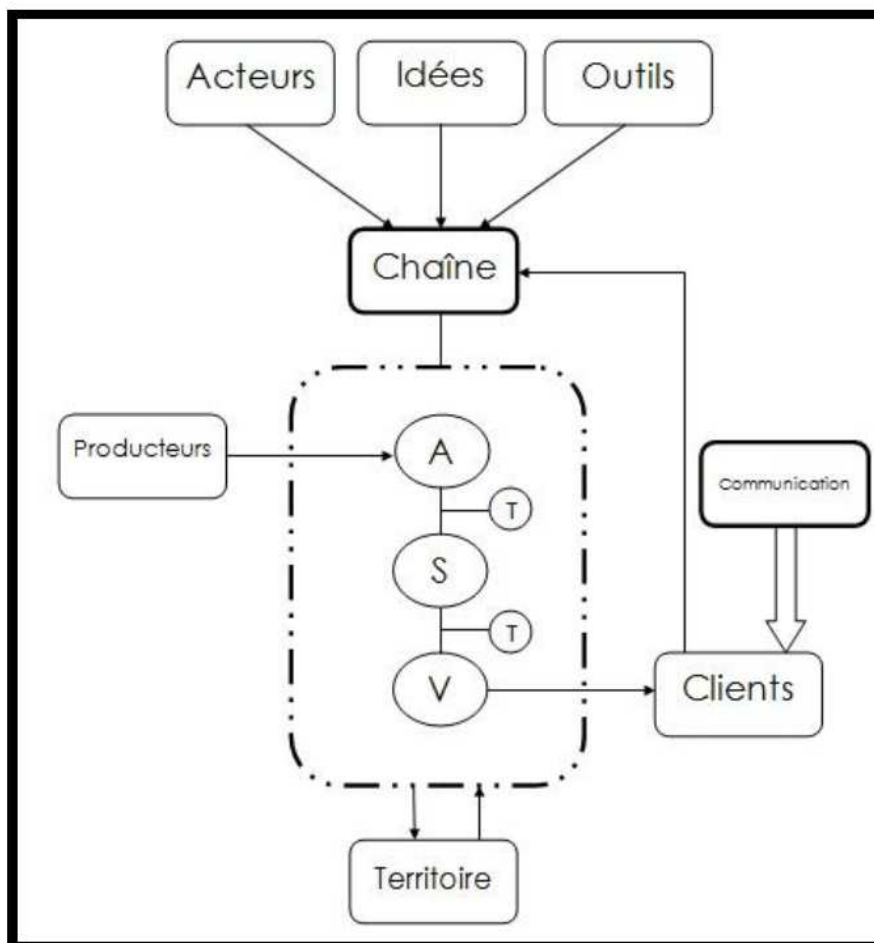 Acteurs
Idées
Outils
Chaîne
Producteurs
A
T
Communication
S
T
V
Clients
Territoire